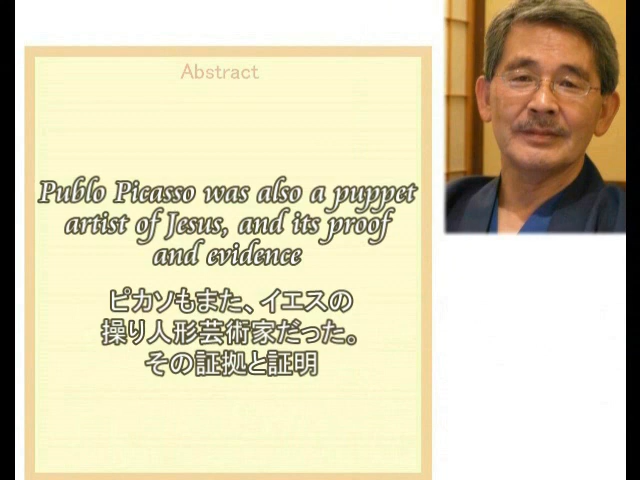 Abstract
Publo Picasso was also a puppet
artist of Jesus, and its proof
and evidence
ピカソもまた、イエスの
操り人形芸術家だった。
その証拠と証明